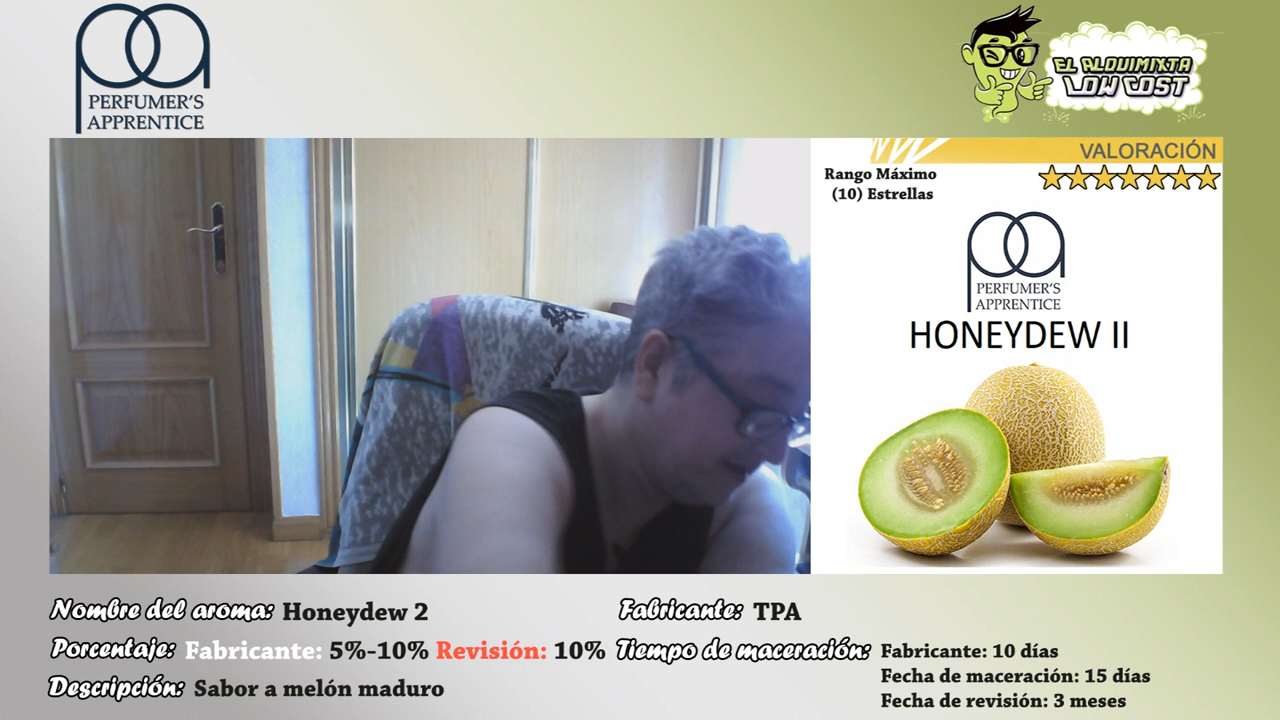 PERFUMER'S
APPRENTICE
EL ALQUIMIXTA
LOW COST
VALORACIÓN
Rango Máximo
(10) Estrellas
PERFUMER'S
APPRENTICE
HONEYDEW II
Nombre del aroma: Honeydew 2
Fabricante: TPA
Porcentaje: Fabricante: 5%-10% Revisión: 10%
Tiempo de maceración: Fabricante: 10 días
Fecha de maceración: 15 días
Fecha de revisión: 3 meses
Descripción: Sabor a melón maduro